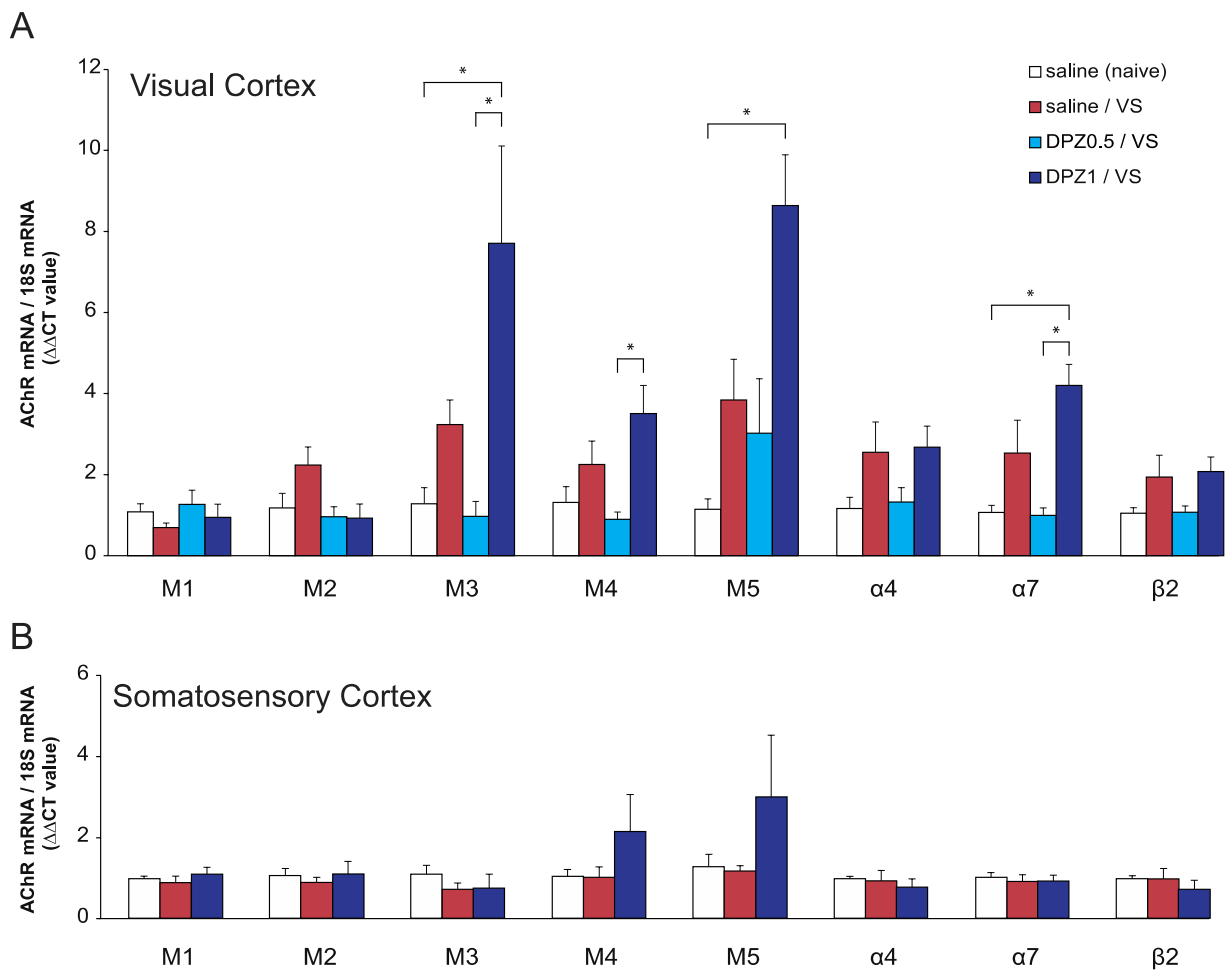 A
Visual Cortex
saline (naive)
saline / VS
DPZ0.5 / VS
DPZ1 / VS
AChR mRNA / 18S mRNA
(ΔΔCT value)
12
10
8
6
4
2
0
* * * * * *
M1 M2 M3 M4 M5 α4 α7 β2
B
Somatosensory Cortex
AChR mRNA / 18S mRNA
(ΔΔCT value)
6
4
2
0
M1 M2 M3 M4 M5 α4 α7 β2